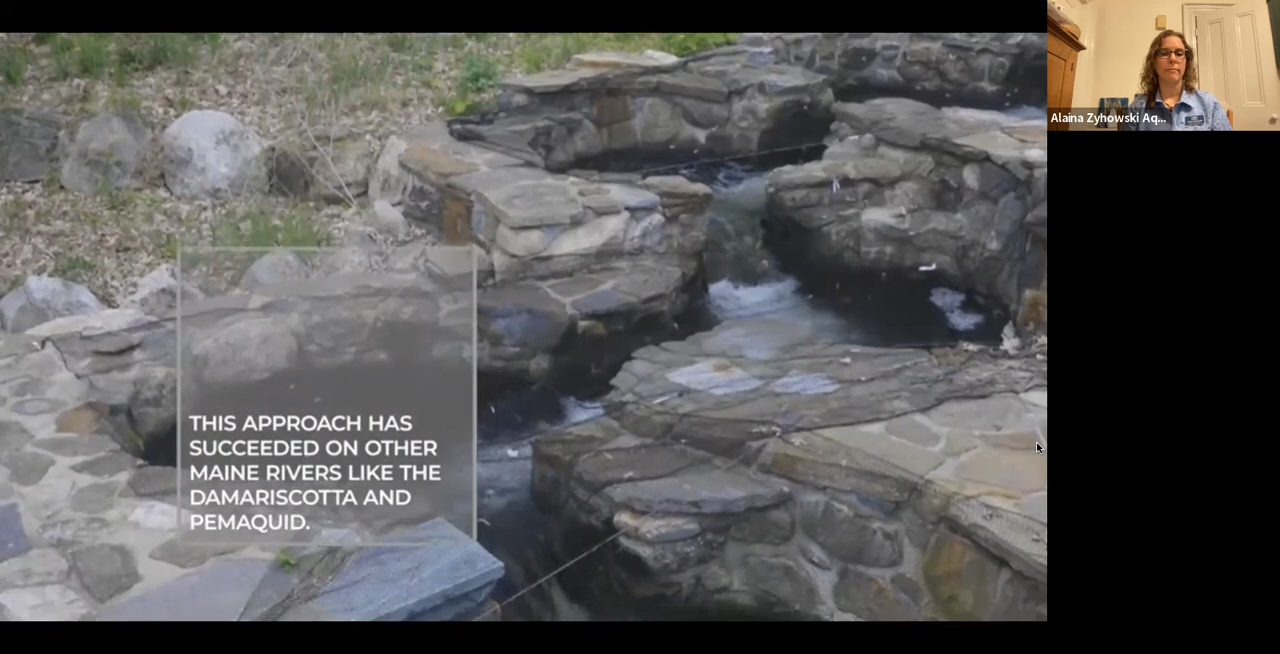 THIS APPROACH HAS
SUCCEEDED ON OTHER
MAINE RIVERS LIKE THE
DAMARISCOTTA AND
PEMAQUID.
Alaina Zyhowski Aq...